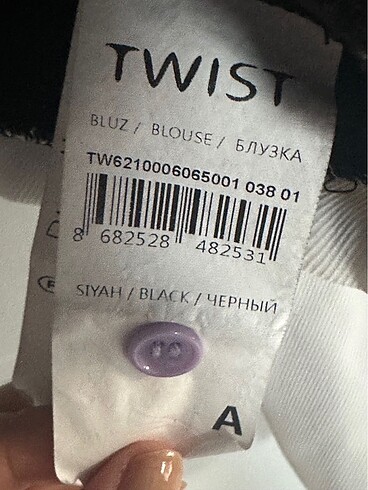 TWIST
BLUZ / BLOUSE / БЛУЗКА
TW6210006065001 038 01
8 682528 482531
SIYAH / BLACK / ЧЕРНЫЙ
A